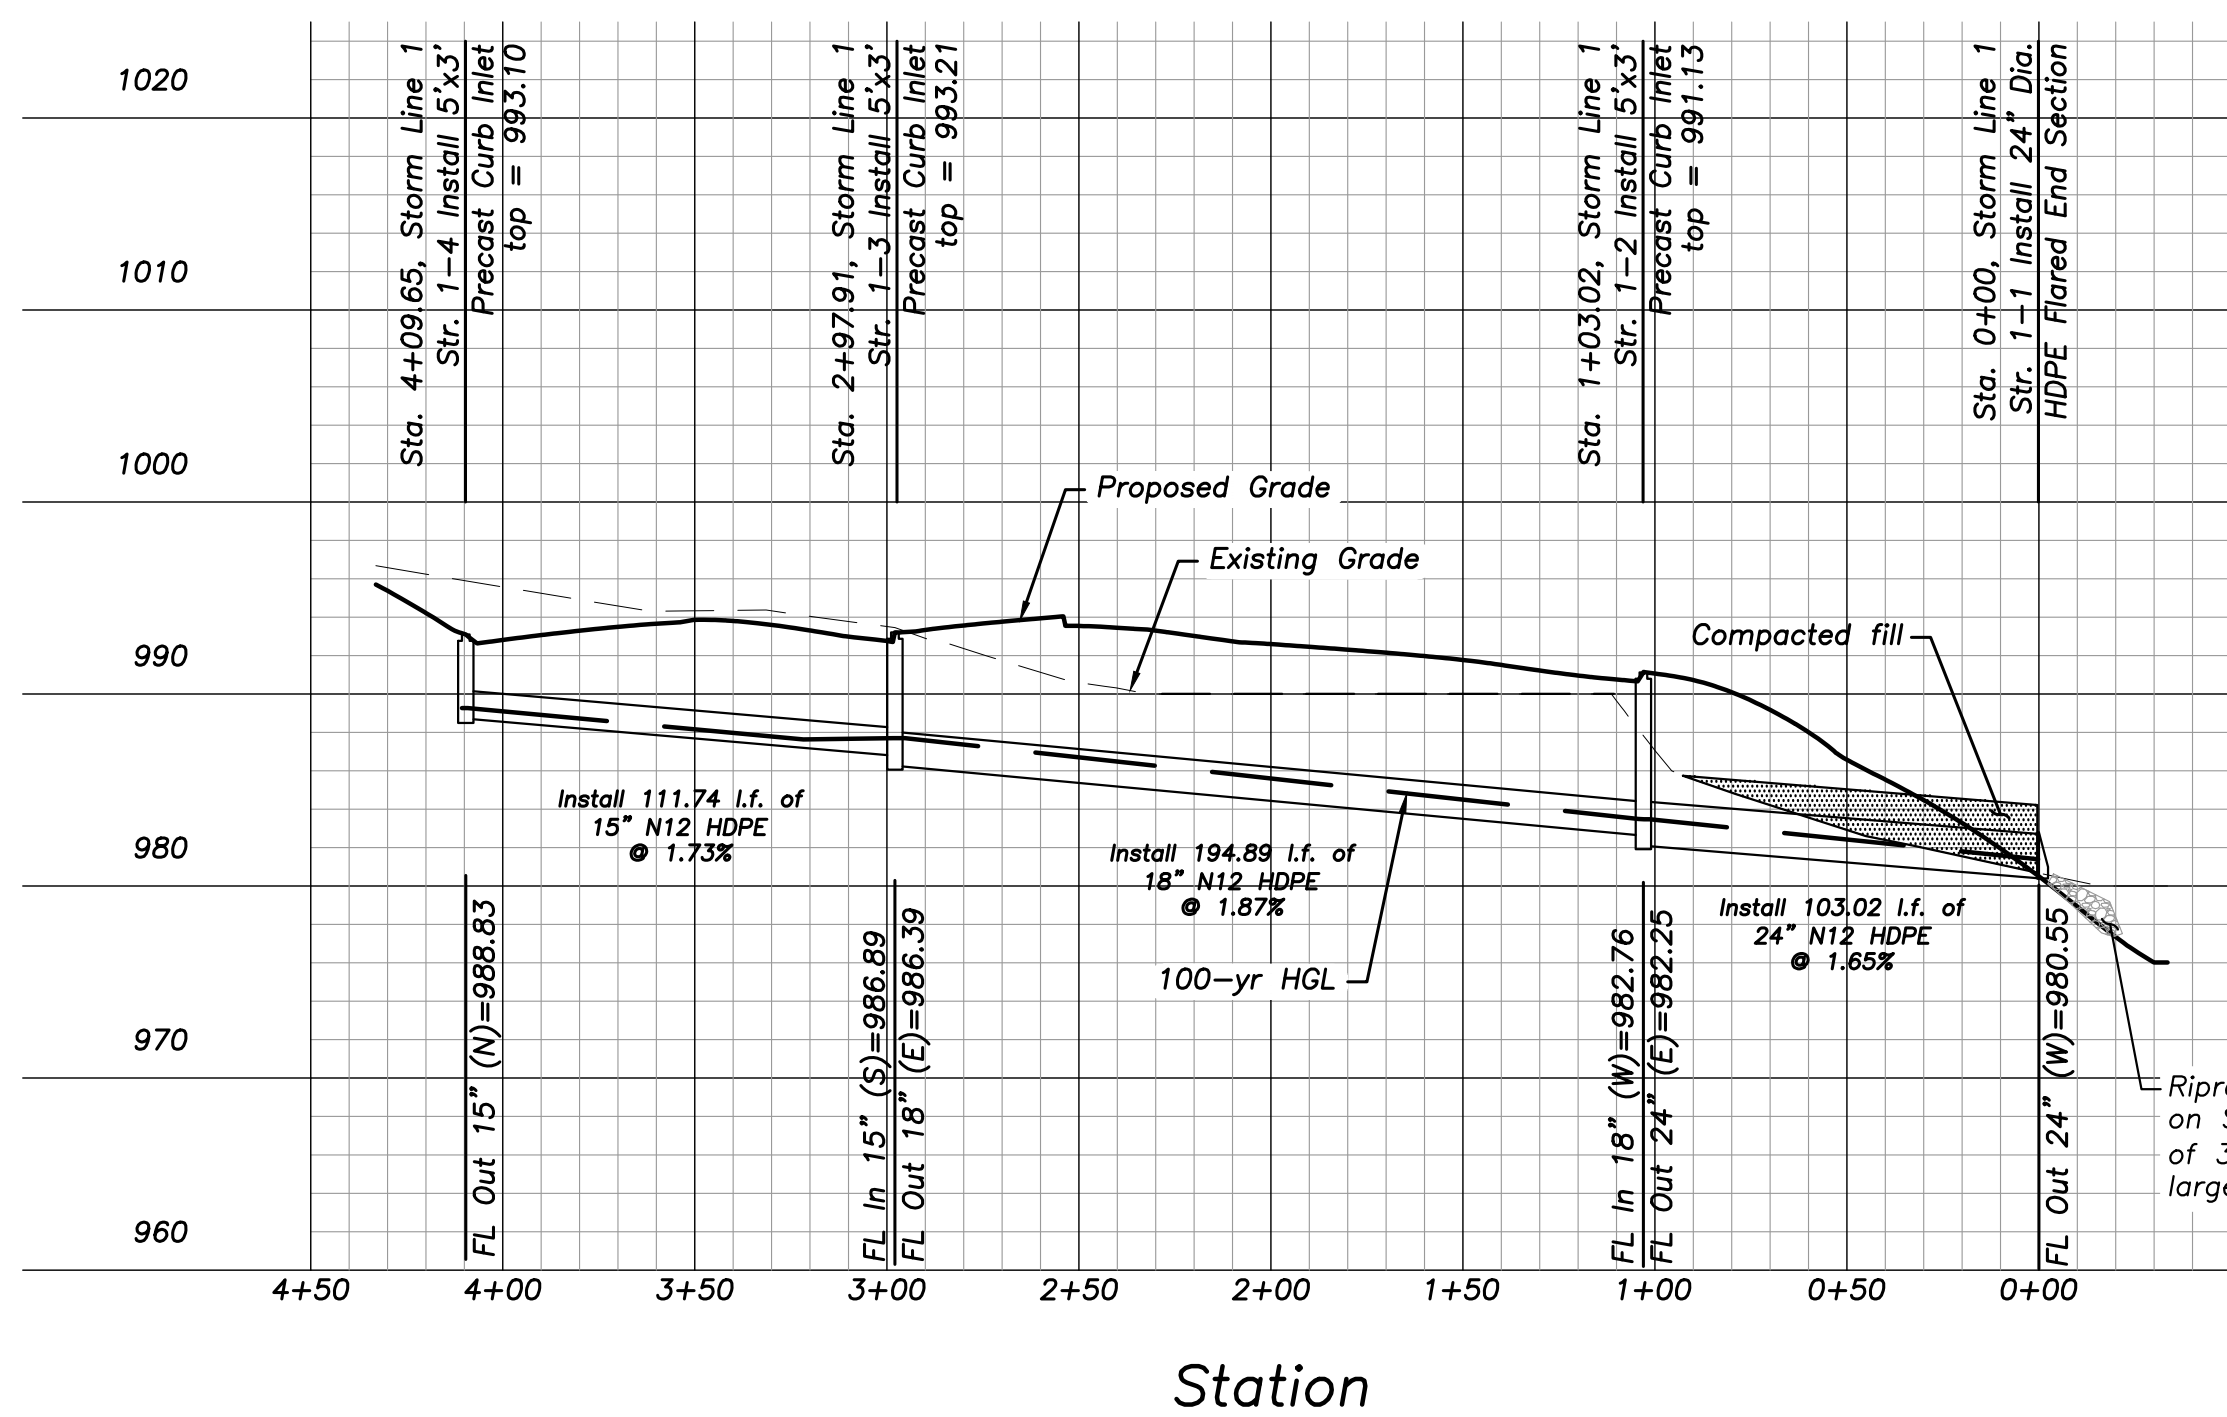 1020
1010
1000
990
980
970
960
Sta. 4+09.65, Storm Line 1
Str. 1-4 Install 5'x3'
Precast Curb Inlet
top = 993.10
Sta. 2+97.91, Storm Line 1
Str. 1-3 Install 5'x3'
Precast Curb Inlet
top = 993.21
Sta. 1+03.02, Storm Line 1
Str. 1-2 Install 5'x3'
Precast Curb Inlet
top = 991.13
Sta. 0+00, Storm Line 1
Str. 1-1 Install 24" Dia.
HDPE Flared End Section
Proposed Grade
Existing Grade
Compacted fill
Install 111.74 l.f. of
15" N12 HDPE
@ 1.73%
Install 194.89 l.f. of
18" N12 HDPE
@ 1.87%
Install 103.02 l.f. of
24" N12 HDPE
@ 1.65%
100-yr HGL
FL Out 15" (N)=988.83
FL In 15" (S)=986.89
FL Out 18" (E)=986.39
FL In 18" (W)=982.76
FL Out 24" (E)=982.25
FL Out 24" (W)=980.55
on
of
4+50 4+00 3+50 3+00 2+50 2+00 1+50 1+00 0+50 0+00
Station